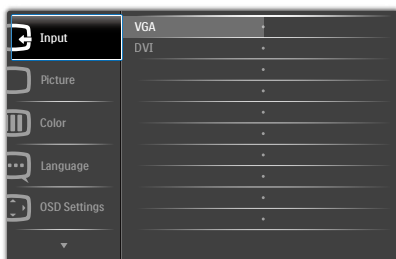 Input
VGA
DVI
Picture
Color
Language
OSD Settings